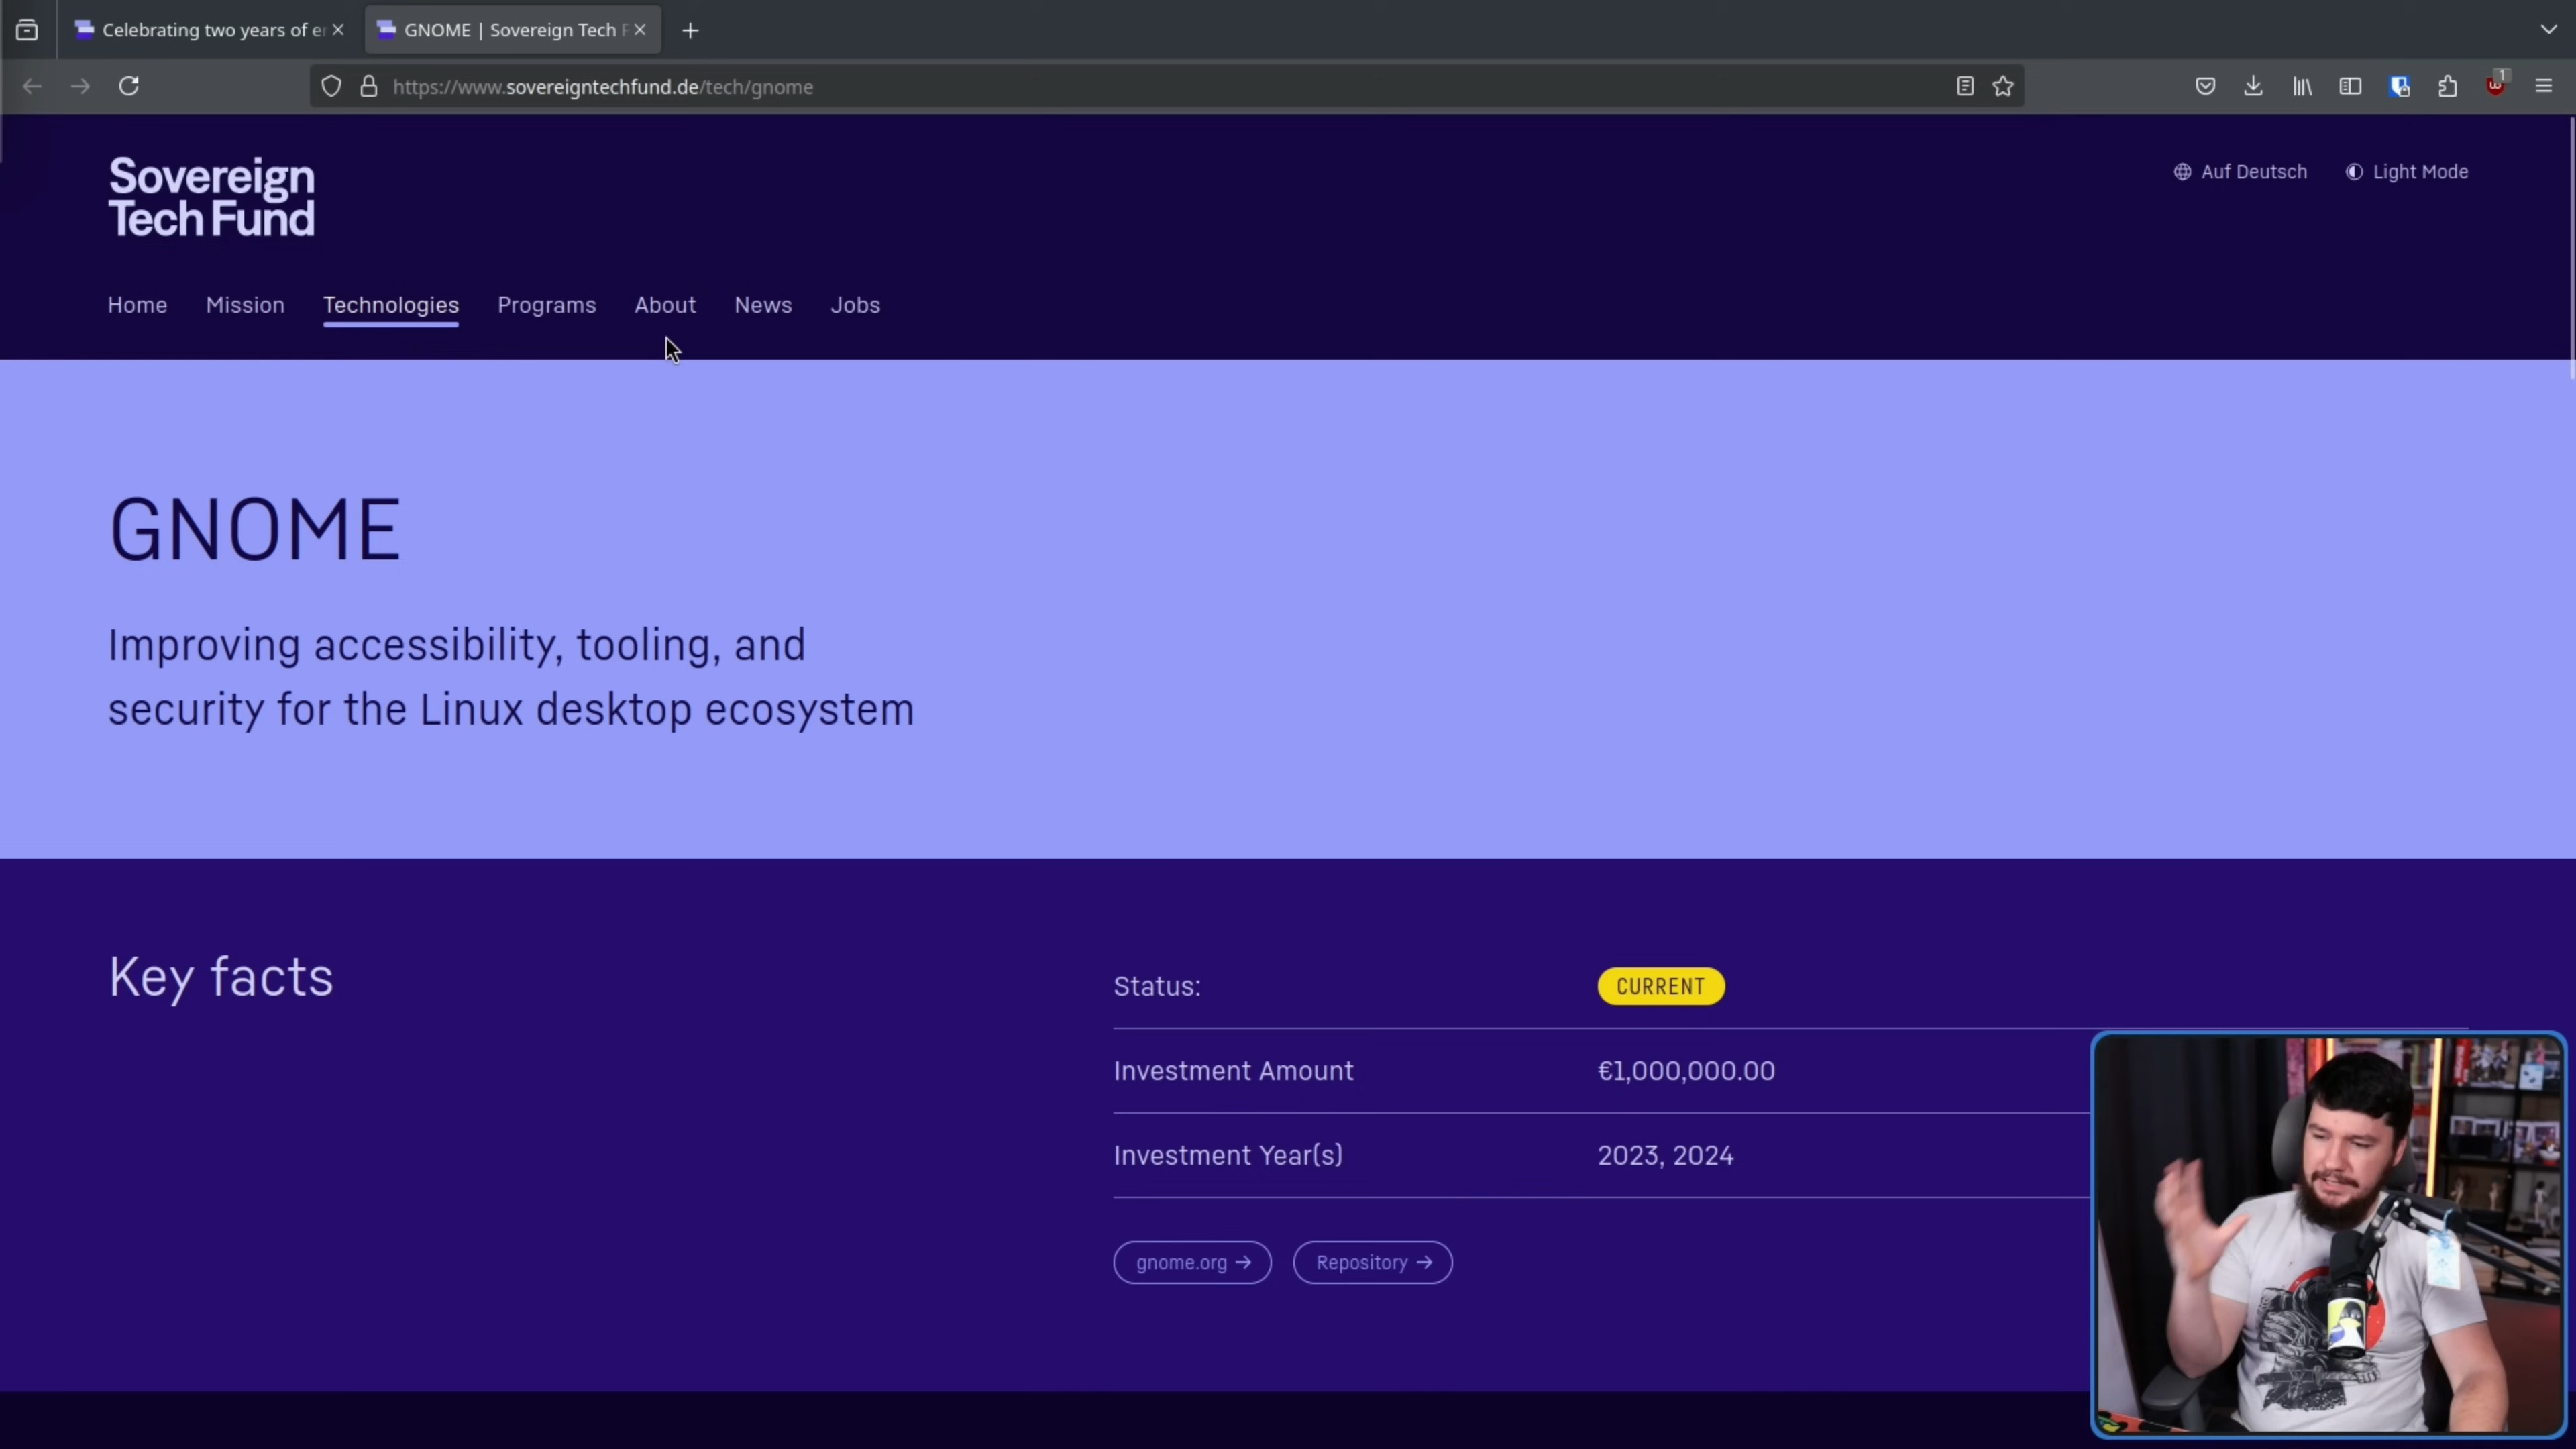 Celebrating two years of e
GNOME | Sovereign Tech F
https://www.sovereigntechfund.de/tech/gnome
1
Sovereign
Tech Fund
Auf Deutsch
Light Mode
Home
Mission
Technologies
Programs
About
News
Jobs
GNOME
Improving accessibility, tooling, and
security for the Linux desktop ecosystem
Key facts
Status:
CURRENT
Investment Amount
€1,000,000.00
Investment Year(s)
2023, 2024
gnome.org →
Repository →